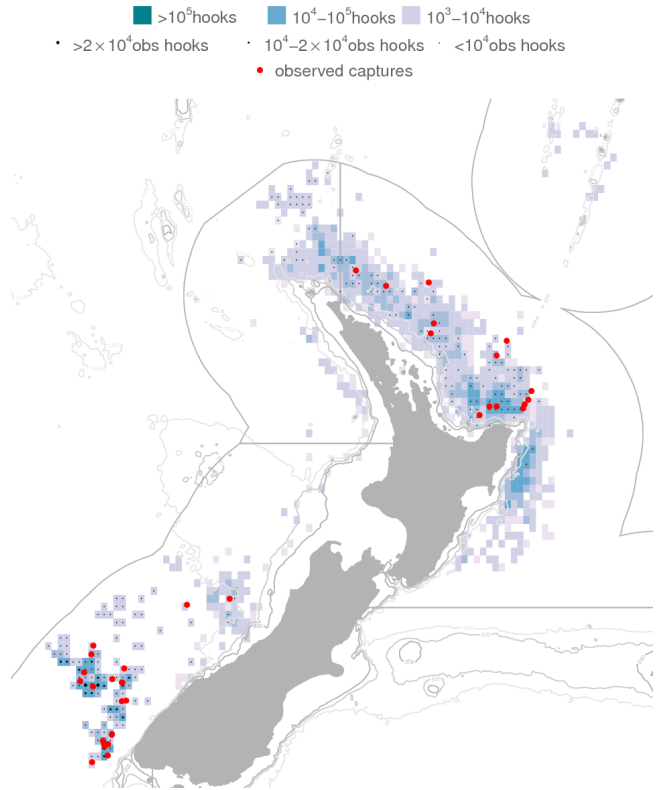 >10⁵hooks 10⁴–10⁵hooks 10³–10⁴hooks
>2×10⁴obs hooks 10⁴–2×10⁴obs hooks <10⁴obs hooks
observed captures